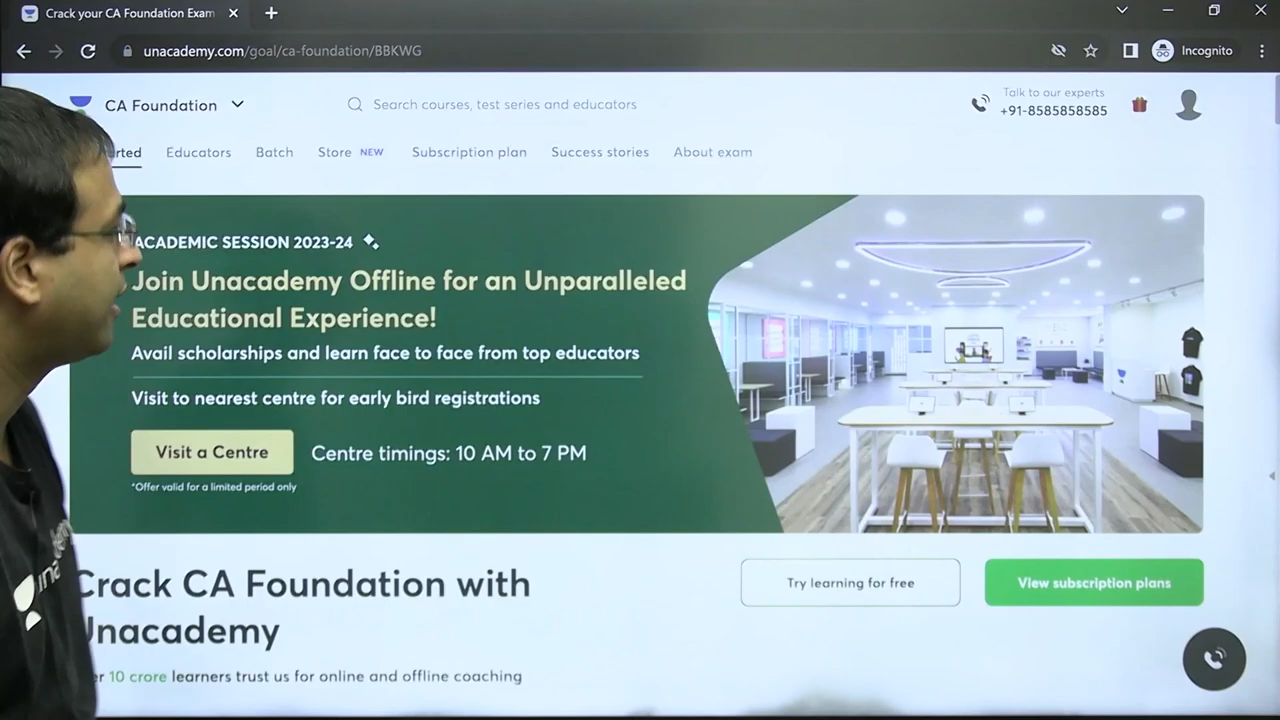 Crack your CA Foundation Exam
unacademy.com/goal/ca-foundation/BBKWG
Incognito
CA Foundation
Search courses, test series and educators
Talk to our experts
+91-8585858585
Educators
Batch
Store NEW
Subscription plan
Success stories
About exam
ACADEMIC SESSION 2023-24
Join Unacademy Offline for an Unparalleled
Educational Experience!
Avail scholarships and learn face to face from top educators
Visit to nearest centre for early bird registrations
Visit a Centre
Centre timings: 10 AM to 7 PM
*Offer valid for a limited period only
Crack CA Foundation with
Unacademy
Try learning for free
View subscription plans
10 crore learners trust us for online and offline coaching